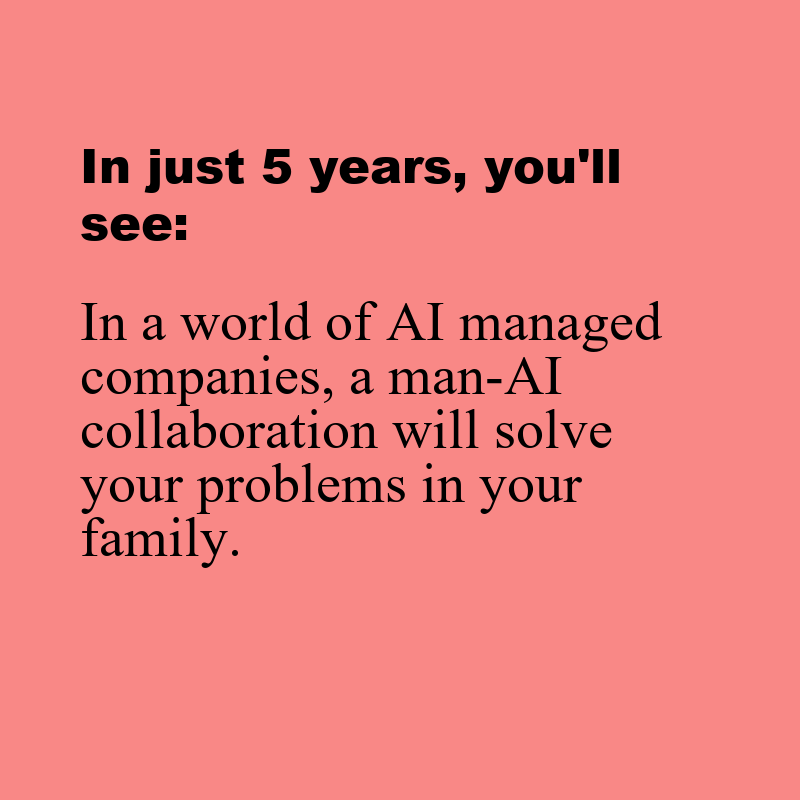 In just 5 years, you'll
see:
In a world of AI managed
companies, a man-AI
collaboration will solve
your problems in your
family.